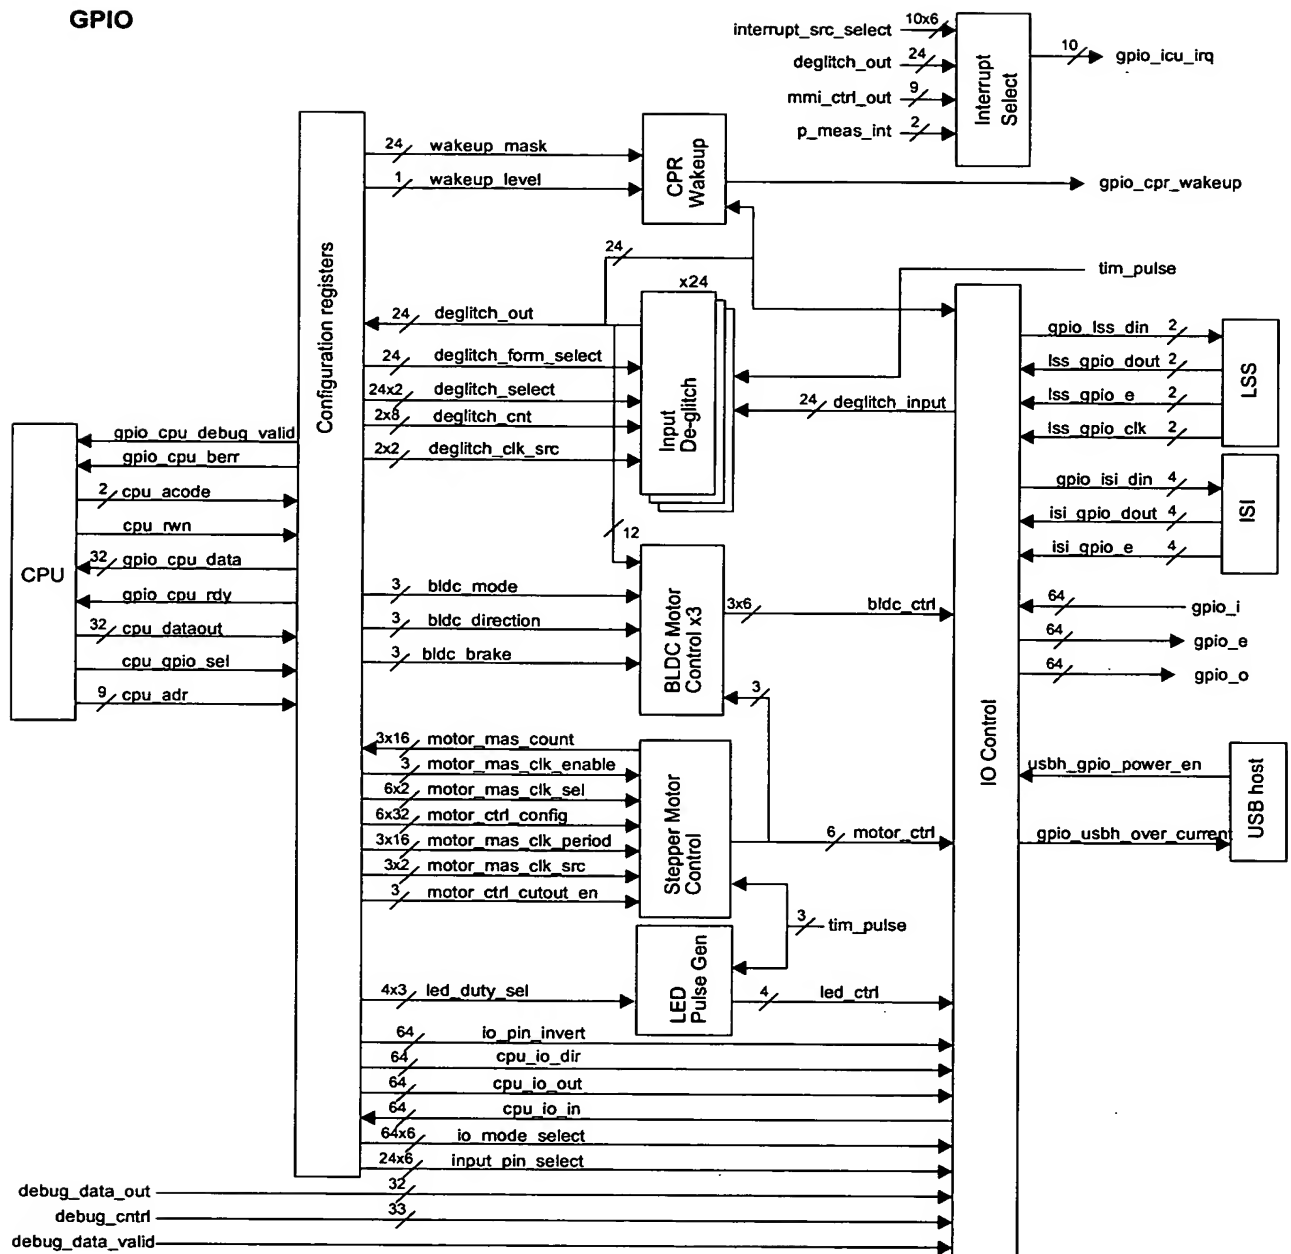 GPIO
interrupt_src_select
10x6
deglitch_out
24
mmi_ctrl_out
9
p_meas_int
2
Interrupt
Select
10
gpio_icu_irq
Configuration registers
24 wakeup_mask
1 wakeup_level
CPR
Wakeup
gpio_cpr_wakeup
24
x24
tim_pulse
24 deglitch_out
24 deglitch_form_select
24x2 deglitch_select
2x8 deglitch_cnt
2x2 deglitch_clk_src
Input
De-glitch
24 deglitch_input
12
CPU
gpio_cpu_debug_valid
gpio_cpu_berr
2 cpu_acode
cpu_rwn
32 gpio_cpu_data
gpio_cpu_rdy
32 cpu_dataout
cpu_gpio_sel
9 cpu_adr
3 bldc_mode
3 bldc_direction
3 bldc_brake
BLDC Motor
Control x3
3x6 bldc_ctrl
3
3x16 motor_mas_count
3 motor_mas_clk_enable
6x2 motor_mas_clk_sel
6x32 motor_ctrl_config
3x16 motor_mas_clk_period
3x2 motor_mas_clk_src
3 motor_ctrl_cutout_en
Stepper Motor
Control
6 motor_ctrl
3 tim_pulse
4x3 led_duty_sel
LED
Pulse Gen
4 led_ctrl
64 io_pin_invert
64 cpu_io_dir
64 cpu_io_out
64 cpu_io_in
64x6 io_mode_select
24x6 input_pin_select
debug_data_out 32
debug_cntrl 33
debug_data_valid
IO Control
gpio_lss_din 2
lss_gpio_dout 2
lss_gpio_e 2
lss_gpio_clk 2
LSS
gpio_isi_din 4
isi_gpio_dout 4
isi_gpio_e 4
ISI
64 gpio_i
64 gpio_e
64 gpio_o
usbh_gpio_power_en
gpio_usbh_over_current
USB host